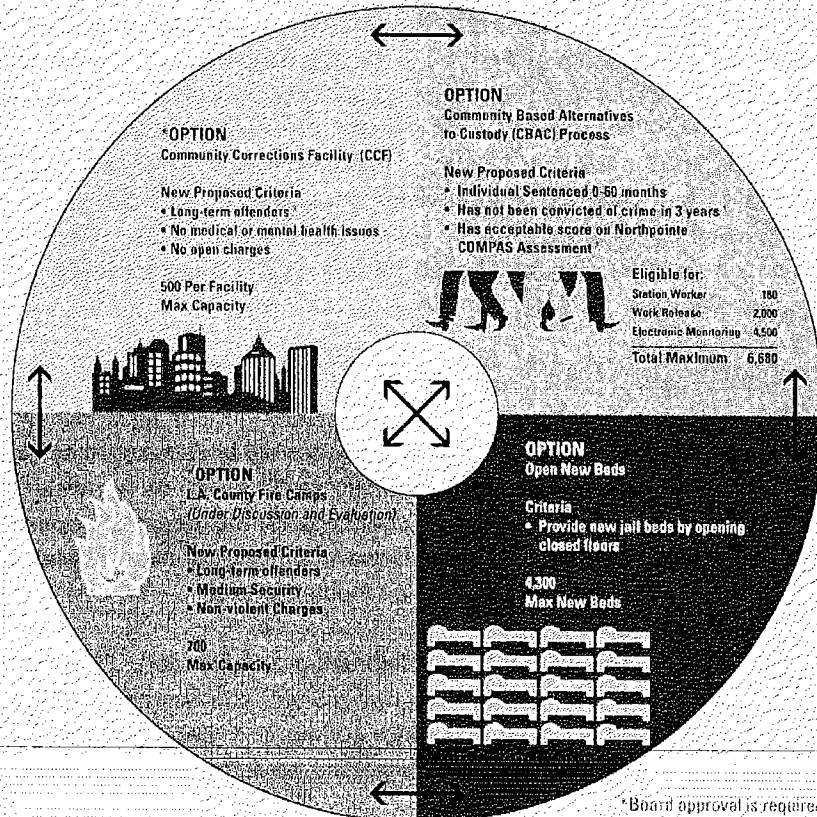 *OPTION
Community Corrections Facility (CCF)
New Proposed Criteria
• Long-term offenders
• No medical or mental health issues
• No open charges
500 Per Facility
Max Capacity
OPTION
Community Based Alternatives
to Custody (CBAC) Process
New Proposed Criteria
• Individual Sentenced 0-60 months
• Has not been convicted of crime in 3 years
• Has acceptable score on Northpointe
COMPAS Assessment
Eligible for:
Station Worker 180
Work Release 2,000
Electronic Monitoring 4,500
Total Maximum 6,680
*OPTION
L.A. County Fire Camps
(Under Discussion and Evaluation)
New Proposed Criteria
• Long-term offenders
• Medium Security
• Non-violent Charges
700
Max Capacity
OPTION
Open New Beds
Criteria
• Provide new jail beds by opening
closed floors
4,300
Max New Beds
*Board approval is required